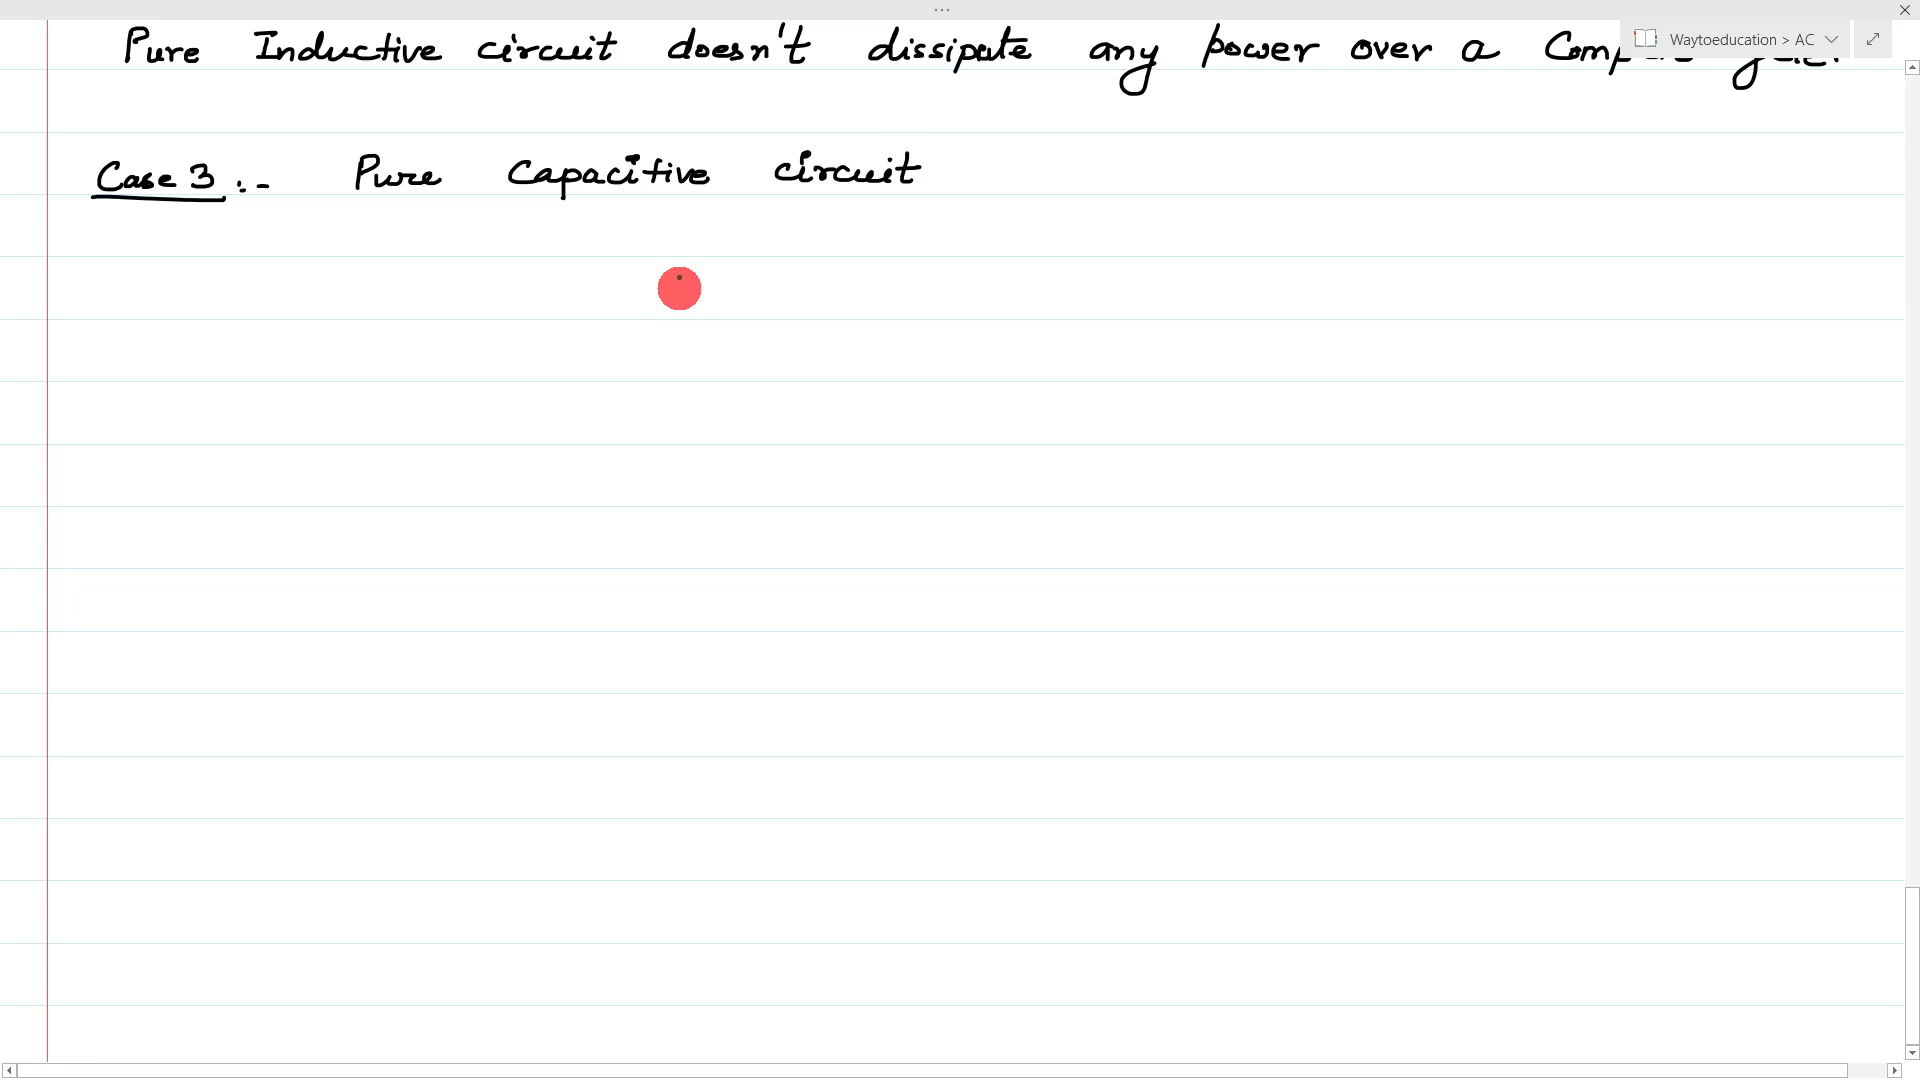 Pure Inductive circuit doesn't dissipate any power over a
Waytoeducation > AC
Case 3 :- Pure Capacitive circuit